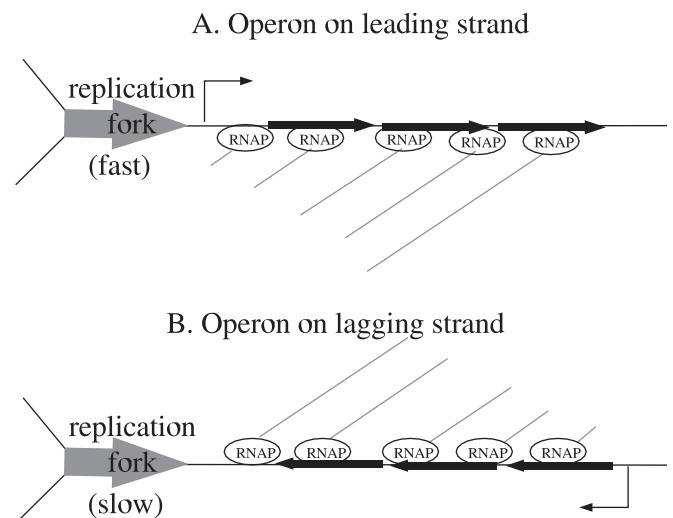 A. Operon on leading strand
replication
fork
(fast)
RNAP RNAP RNAP RNAP RNAP
B. Operon on lagging strand
replication
fork
(slow)
RNAP RNAP RNAP RNAP RNAP